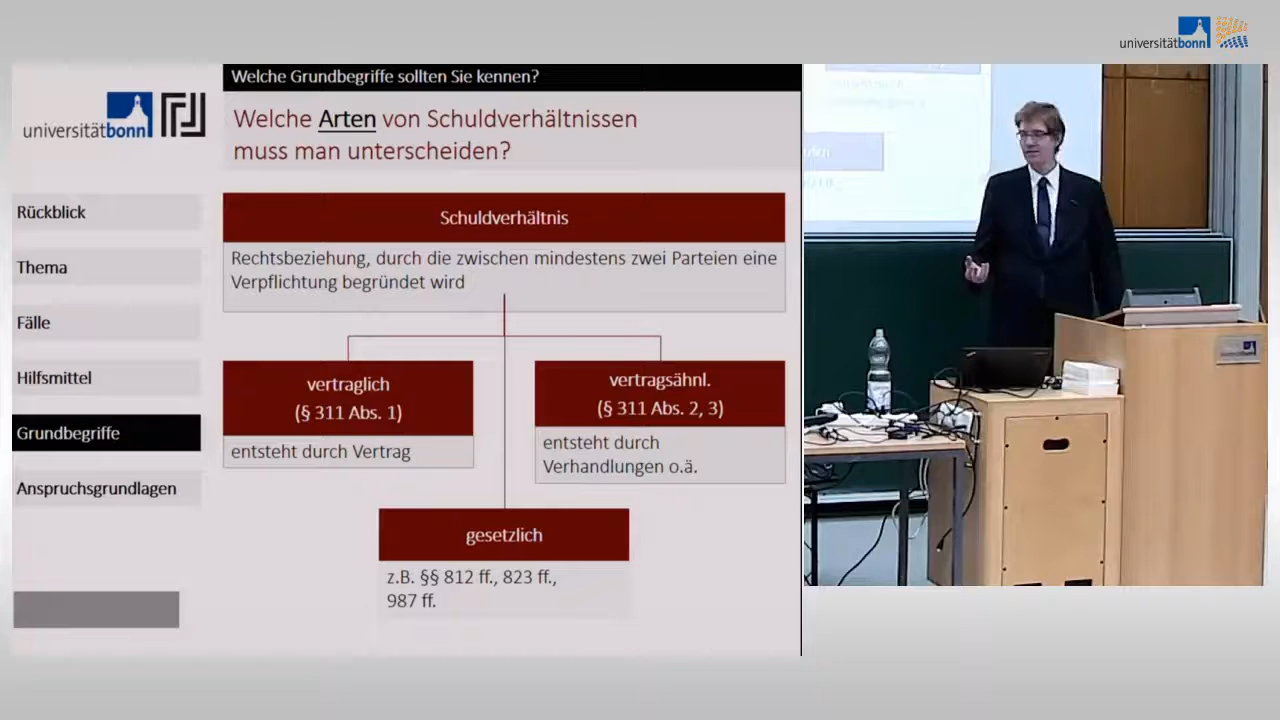 universitätbonn
Welche Grundbegriffe sollten Sie kennen?
universitätbonn
Welche Arten von Schuldverhältnissen
muss man unterscheiden?
Rückblick
Thema
Fälle
Hilfsmittel
Grundbegriffe
Anspruchsgrundlagen
Schuldverhältnis
Rechtsbeziehung, durch die zwischen mindestens zwei Parteien eine
Verpflichtung begründet wird
vertraglich
(§ 311 Abs. 1)
entsteht durch Vertrag
vertragsähnl.
(§ 311 Abs. 2, 3)
entsteht durch
Verhandlungen o.ä.
gesetzlich
z.B. §§ 812 ff., 823 ff.,
987 ff.